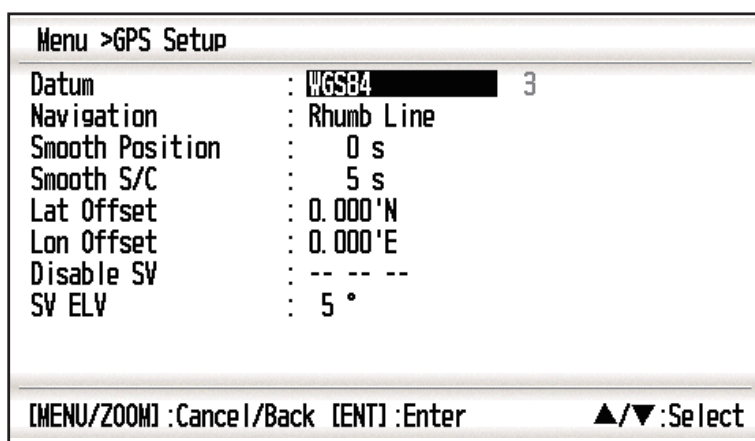 Menu >GPS Setup
Datum : WGS84 3
Navigation : Rhumb Line
Smooth Position : 0 s
Smooth S/C : 5 s
Lat Offset : 0.000'N
Lon Offset : 0.000'E
Disable SV : -- -- --
SV ELV : 5 °
[MENU/ZOOM]:Cancel/Back [ENT]:Enter ▲/▼:Select